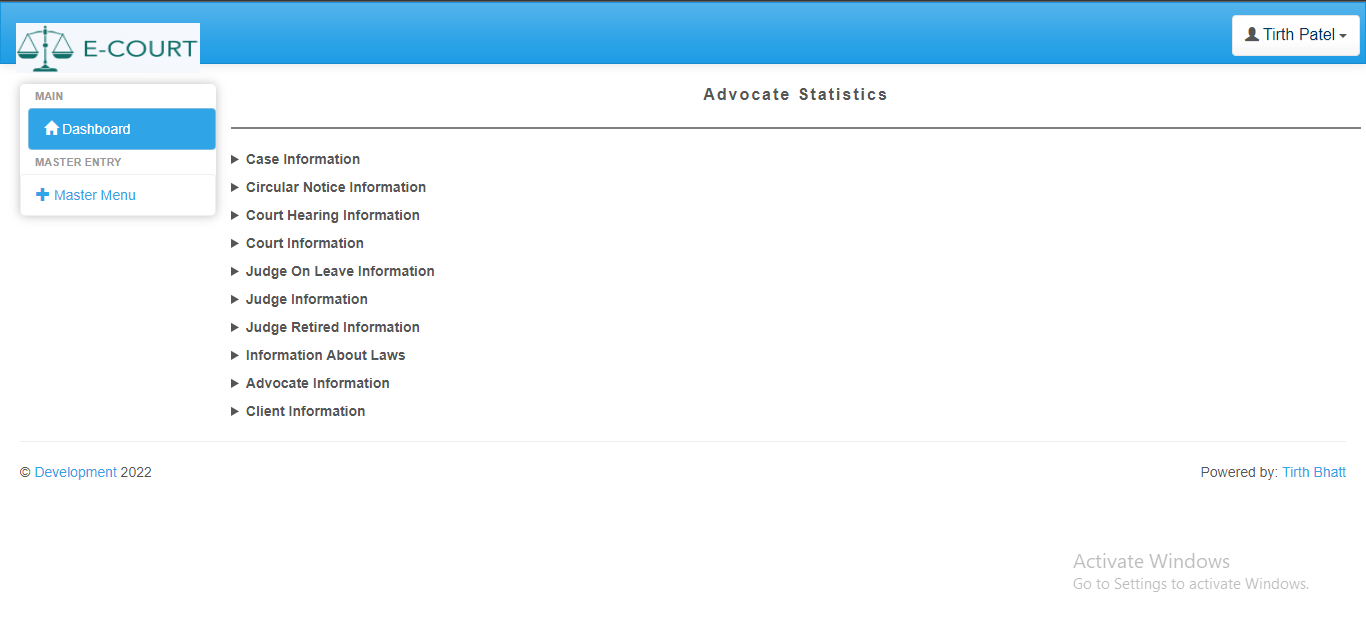 E-COURT
Tirth Patel
MAIN
Dashboard
MASTER ENTRY
Master Menu
Advocate Statistics
Case Information
Circular Notice Information
Court Hearing Information
Court Information
Judge On Leave Information
Judge Information
Judge Retired Information
Information About Laws
Advocate Information
Client Information
© Development 2022
Powered by: Tirth Bhatt
Activate Windows
Go to Settings to activate Windows.